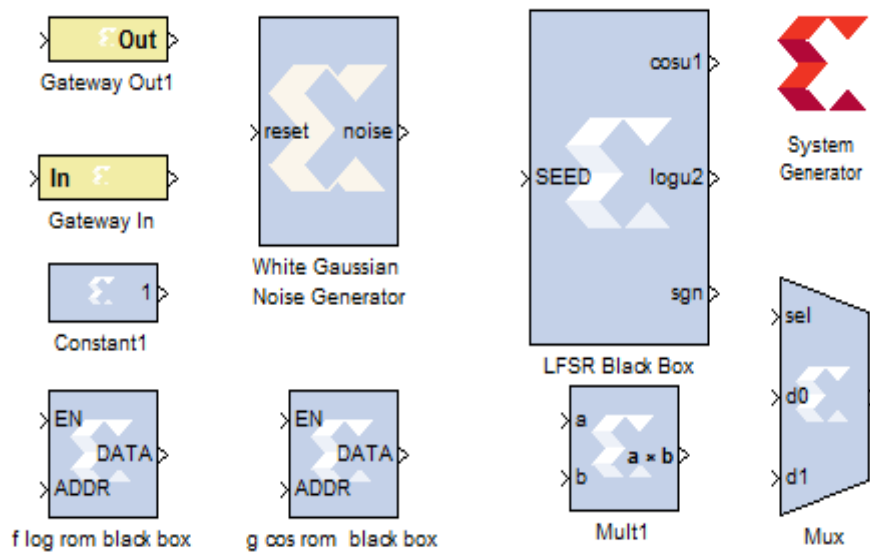 Out
Gateway Out1
In
Gateway In
1
Constant1
EN
DATA
ADDR
f log rom black box
reset noise
White Gaussian
Noise Generator
EN
DATA
ADDR
g cos rom black box
cosu1
SEED logu2
sgn
LFSR Black Box
a
a × b
b
Mult1
System
Generator
sel
d0
d1
Mux